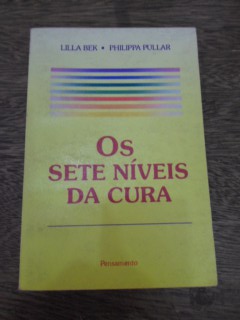 LILLA BEK • PHILIPPA PULLAR
OS
SETE NÍVEIS
DA CURA
Pensamento